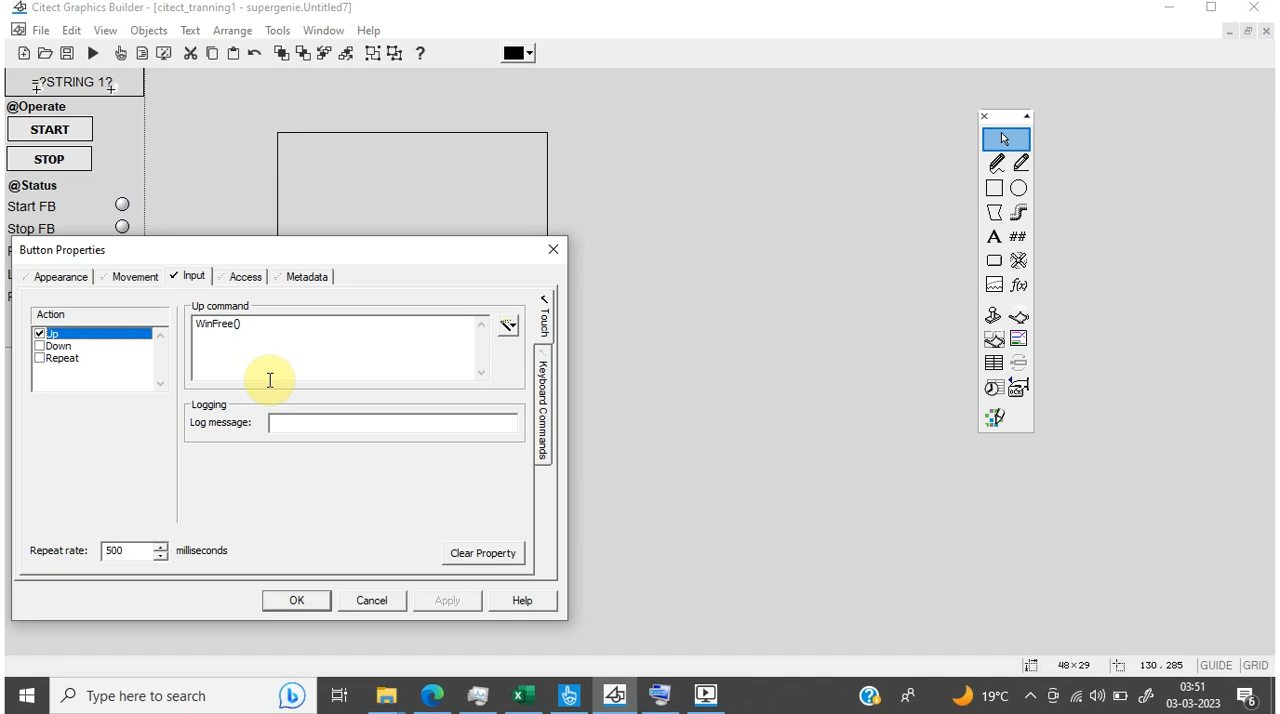 Citect Graphics Builder - [citect_tranning1 - supergenie.Untitled7]
File Edit View Objects Text Arrange Tools Window Help
=?STRING 1?
@Operate
START
STOP
@Status
Start FB
Stop FB
Button Properties
Appearance Movement Input Access Metadata
Action
Up
Down
Repeat
Up command
WinFree()
Logging
Log message:
Touch
Keyboard Commands
Repeat rate: 500 milliseconds
Clear Property
OK Cancel Apply Help
A ##
f(x)
48×29 130 , 285 GUIDE GRID
Type here to search
19°C
03:51
03-03-2023
6